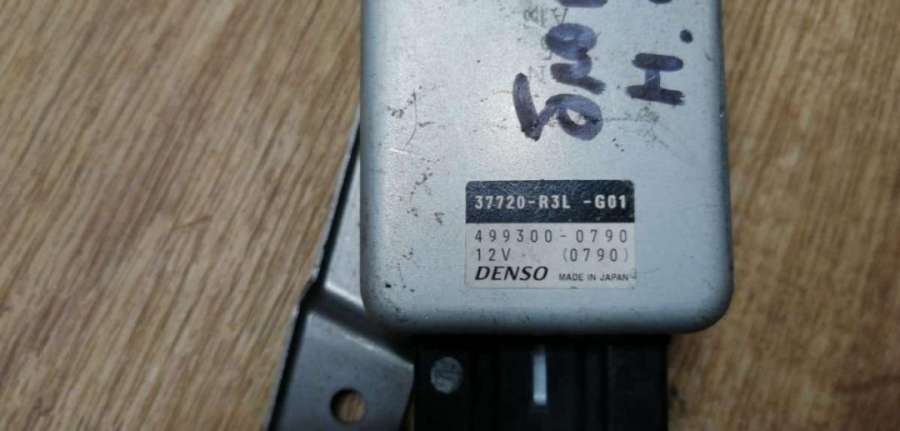 37720-R3L -G01
499300-0790
12V (0790)
DENSO MADE IN JAPAN
H.